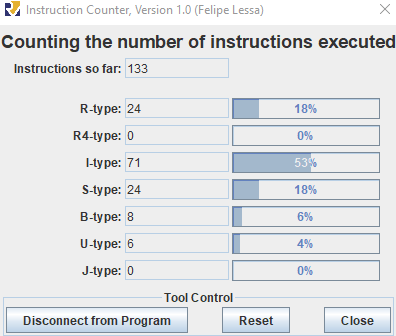 Instruction Counter, Version 1.0 (Felipe Lessa)
Counting the number of instructions executed
Instructions so far: 133
R-type: 24 18%
R4-type: 0 0%
I-type: 71 53%
S-type: 24 18%
B-type: 8 6%
U-type: 6 4%
J-type: 0 0%
Tool Control
Disconnect from Program Reset Close